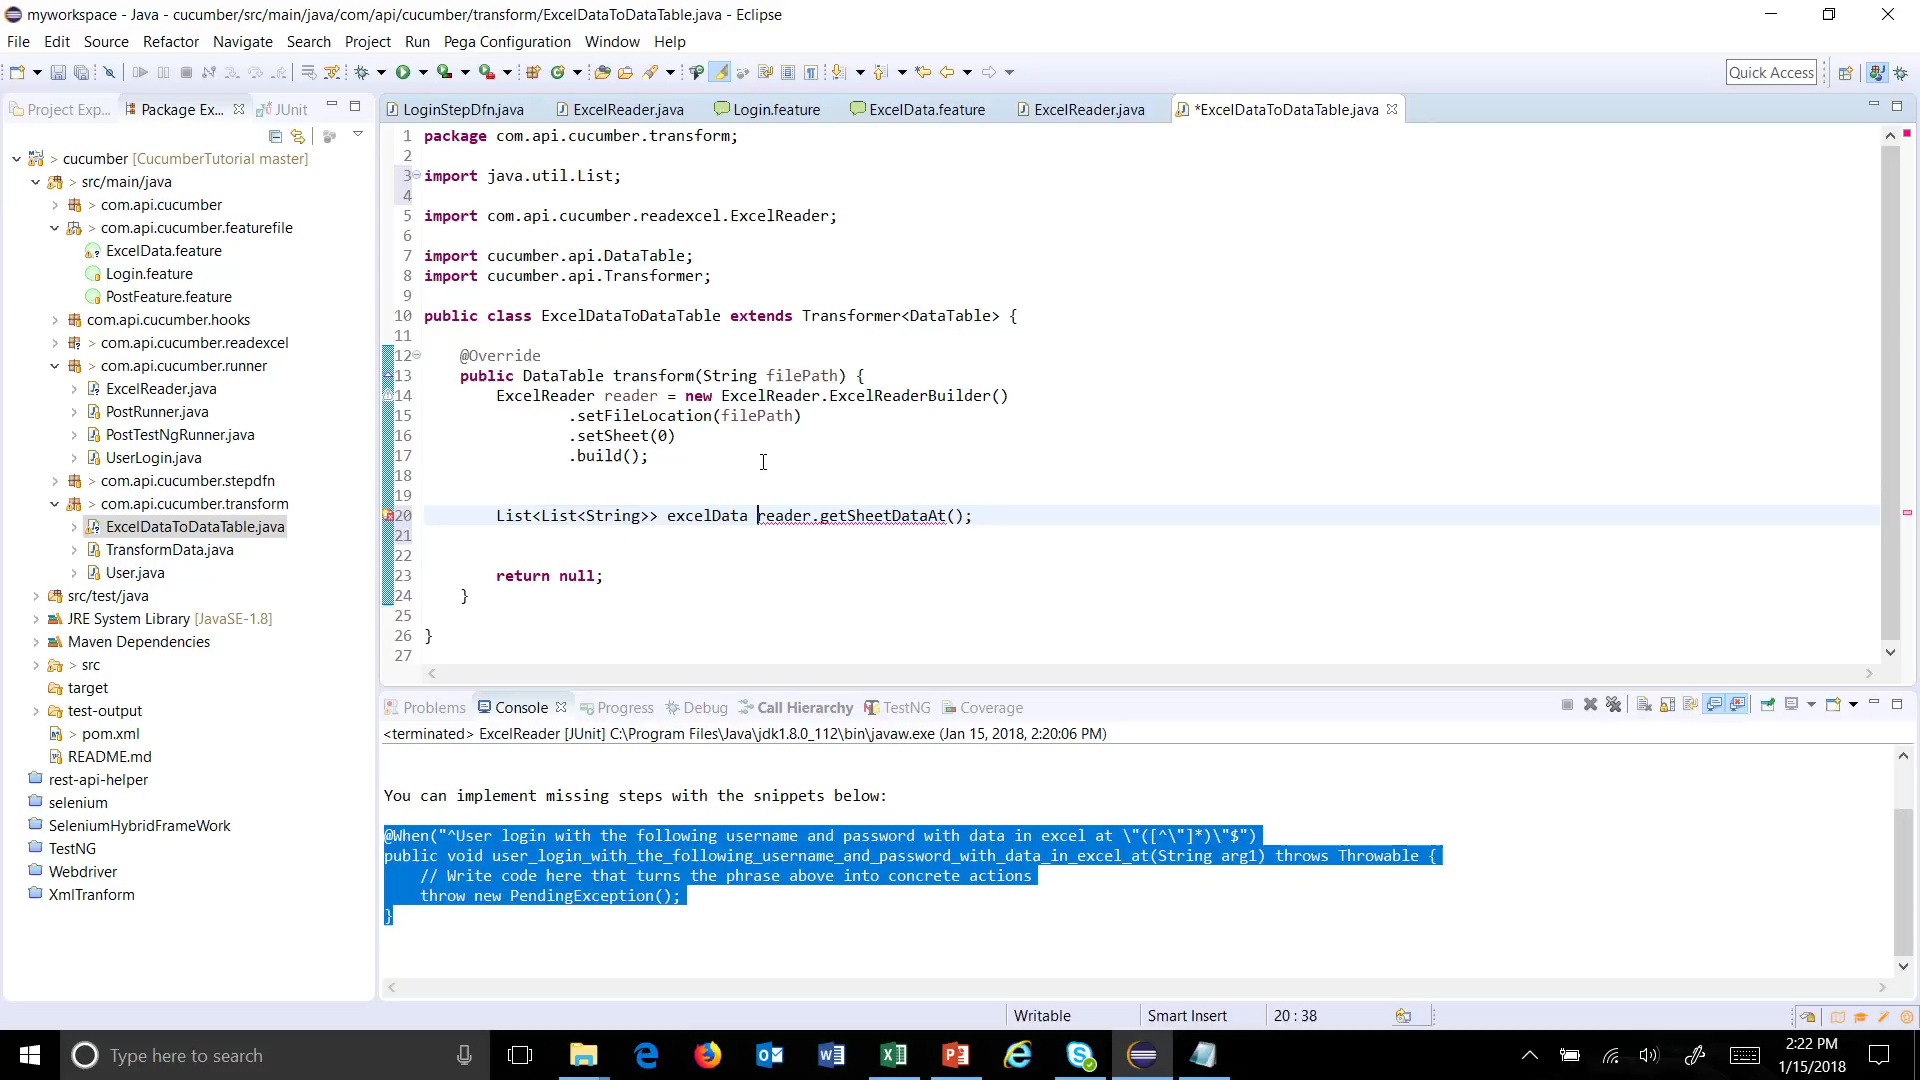 myworkspace - Java - cucumber/src/main/java/com/api/cucumber/transform/ExcelDataToDataTable.java - Eclipse
File Edit Source Refactor Navigate Search Project Run Pega Configuration Window Help
Quick Access
Project Exp... Package Ex... JUnit
LoginStepDfn.java ExcelReader.java Login.feature ExcelData.feature ExcelReader.java *ExcelDataToDataTable.java
> cucumber [CucumberTutorial master]
> src/main/java
> com.api.cucumber
> com.api.cucumber.featurefile
ExcelData.feature
Login.feature
PostFeature.feature
com.api.cucumber.hooks
> com.api.cucumber.readexcel
> com.api.cucumber.runner
ExcelReader.java
PostRunner.java
PostTestNgRunner.java
UserLogin.java
> com.api.cucumber.stepdfn
> com.api.cucumber.transform
ExcelDataToDataTable.java
TransformData.java
User.java
src/test/java
JRE System Library [JavaSE-1.8]
Maven Dependencies
> src
target
test-output
> pom.xml
README.md
rest-api-helper
selenium
SeleniumHybridFrameWork
TestNG
Webdriver
XmlTranform
1 package com.api.cucumber.transform;
2
3 import java.util.List;
4
5 import com.api.cucumber.readexcel.ExcelReader;
6
7 import cucumber.api.DataTable;
8 import cucumber.api.Transformer;
9
10 public class ExcelDataToDataTable extends Transformer<DataTable> {
11
12 @Override
13 public DataTable transform(String filePath) {
14 ExcelReader reader = new ExcelReader.ExcelReaderBuilder()
15 .setFileLocation(filePath)
16 .setSheet(0)
17 .build();
18
19
20 List<List<String>> excelData reader.getSheetDataAt();
21
22
23 return null;
24 }
25
26 }
27
Problems Console Progress Debug Call Hierarchy TestNG Coverage
<terminated> ExcelReader [JUnit] C:\Program Files\Java\jdk1.8.0_112\bin\javaw.exe (Jan 15, 2018, 2:20:06 PM)
You can implement missing steps with the snippets below:
@When("^User login with the following username and password with data in excel at \"([^\"]*)\"$")
public void user_login_with_the_following_username_and_password_with_data_in_excel_at(String arg1) throws Throwable {
// Write code here that turns the phrase above into concrete actions
throw new PendingException();
}
Writable Smart Insert 20 : 38
Type here to search
2:22 PM
1/15/2018